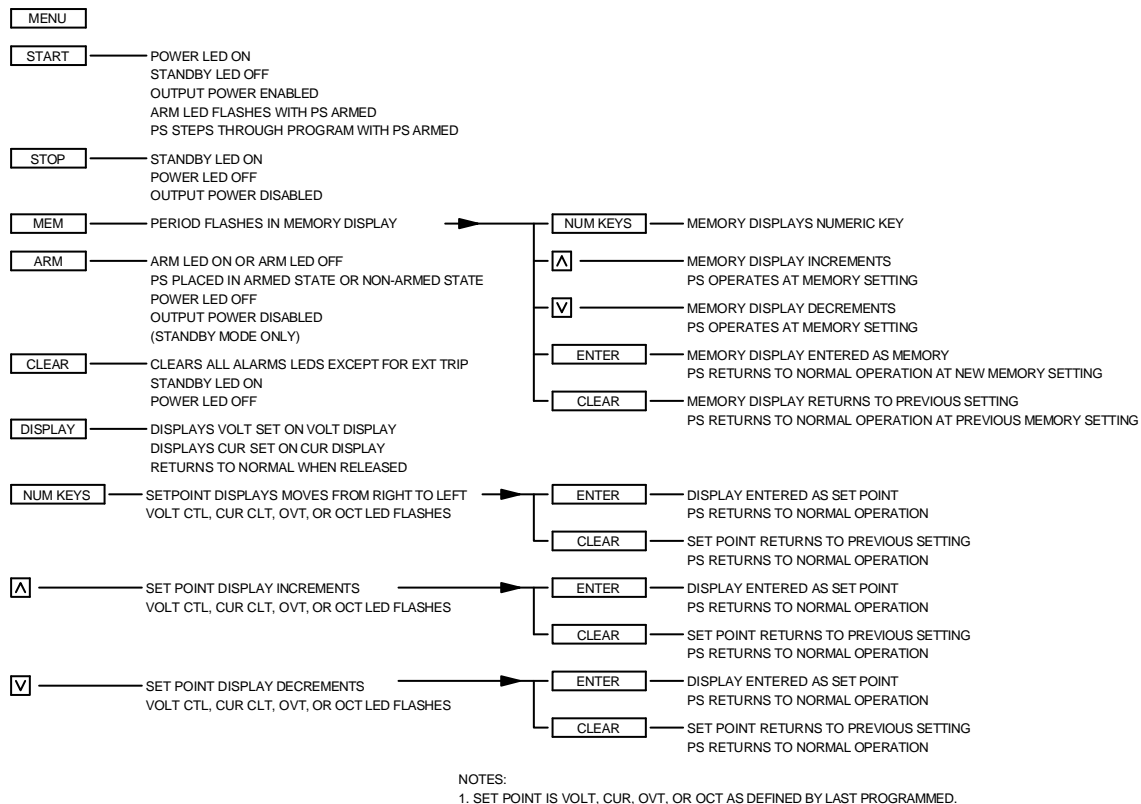 MENU
START
POWER LED ON
STANDBY LED OFF
OUTPUT POWER ENABLED
ARM LED FLASHES WITH PS ARMED
PS STEPS THROUGH PROGRAM WITH PS ARMED
STOP
STANDBY LED ON
POWER LED OFF
OUTPUT POWER DISABLED
MEM
PERIOD FLASHES IN MEMORY DISPLAY
NUM KEYS
MEMORY DISPLAYS NUMERIC KEY
Λ
MEMORY DISPLAY INCREMENTS
PS OPERATES AT MEMORY SETTING
V
MEMORY DISPLAY DECREMENTS
PS OPERATES AT MEMORY SETTING
ENTER
MEMORY DISPLAY ENTERED AS MEMORY
PS RETURNS TO NORMAL OPERATION AT NEW MEMORY SETTING
CLEAR
MEMORY DISPLAY RETURNS TO PREVIOUS SETTING
PS RETURNS TO NORMAL OPERATION AT PREVIOUS MEMORY SETTING
ARM
ARM LED ON OR ARM LED OFF
PS PLACED IN ARMED STATE OR NON-ARMED STATE
POWER LED OFF
OUTPUT POWER DISABLED
(STANDBY MODE ONLY)
CLEAR
CLEARS ALL ALARMS LEDS EXCEPT FOR EXT TRIP
STANDBY LED ON
POWER LED OFF
DISPLAY
DISPLAYS VOLT SET ON VOLT DISPLAY
DISPLAYS CUR SET ON CUR DISPLAY
RETURNS TO NORMAL WHEN RELEASED
NUM KEYS
SETPOINT DISPLAYS MOVES FROM RIGHT TO LEFT
VOLT CTL, CUR CLT, OVT, OR OCT LED FLASHES
ENTER
DISPLAY ENTERED AS SET POINT
PS RETURNS TO NORMAL OPERATION
CLEAR
SET POINT RETURNS TO PREVIOUS SETTING
PS RETURNS TO NORMAL OPERATION
Λ
SET POINT DISPLAY INCREMENTS
VOLT CTL, CUR CLT, OVT, OR OCT LED FLASHES
ENTER
DISPLAY ENTERED AS SET POINT
PS RETURNS TO NORMAL OPERATION
CLEAR
SET POINT RETURNS TO PREVIOUS SETTING
PS RETURNS TO NORMAL OPERATION
V
SET POINT DISPLAY DECREMENTS
VOLT CTL, CUR CLT, OVT, OR OCT LED FLASHES
ENTER
DISPLAY ENTERED AS SET POINT
PS RETURNS TO NORMAL OPERATION
CLEAR
SET POINT RETURNS TO PREVIOUS SETTING
PS RETURNS TO NORMAL OPERATION
NOTES:
1. SET POINT IS VOLT, CUR, OVT, OR OCT AS DEFINED BY LAST PROGRAMMED.